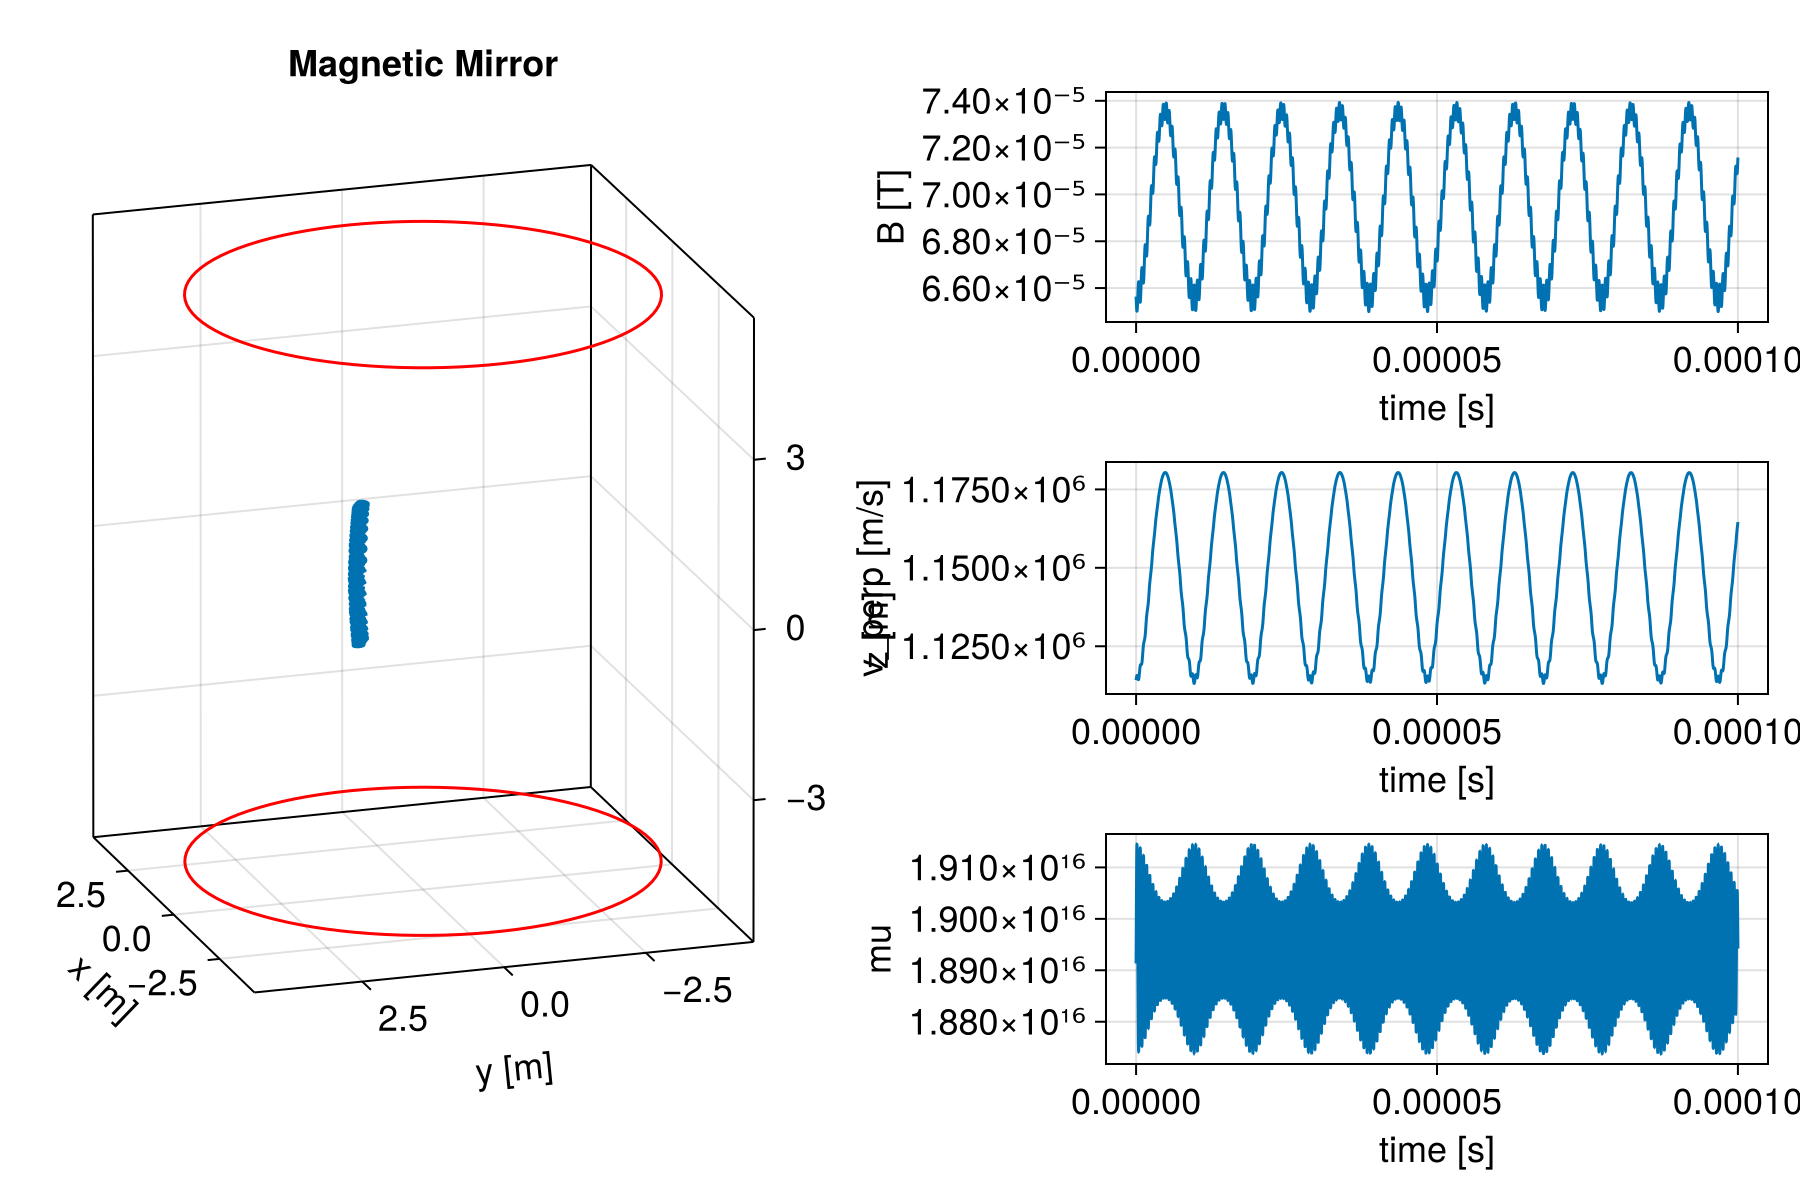 Magnetic Mirror
3
0
−3
z [m]
2.5
0.0
−2.5
x [m]
2.5
0.0
−2.5
y [m]
7.40×10⁻⁵
7.20×10⁻⁵
7.00×10⁻⁵
6.80×10⁻⁵
6.60×10⁻⁵
B [T]
0.00000 0.00005 0.00010
time [s]
1.1750×10⁶
1.1500×10⁶
1.1250×10⁶
v_perp [m/s]
0.00000 0.00005 0.00010
time [s]
1.910×10¹⁶
1.900×10¹⁶
1.890×10¹⁶
1.880×10¹⁶
mu
0.00000 0.00005 0.00010
time [s]